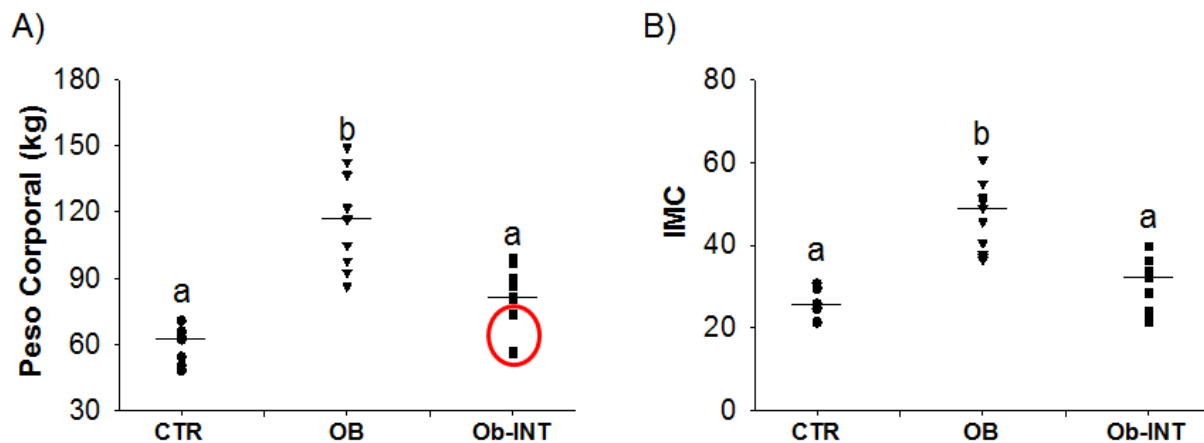 A)
Peso Corporal (kg)
180
150
120
90
60
30
a
b
a
CTR
OB
Ob-INT
B)
IMC
80
60
40
20
0
a
b
a
CTR
OB
Ob-INT